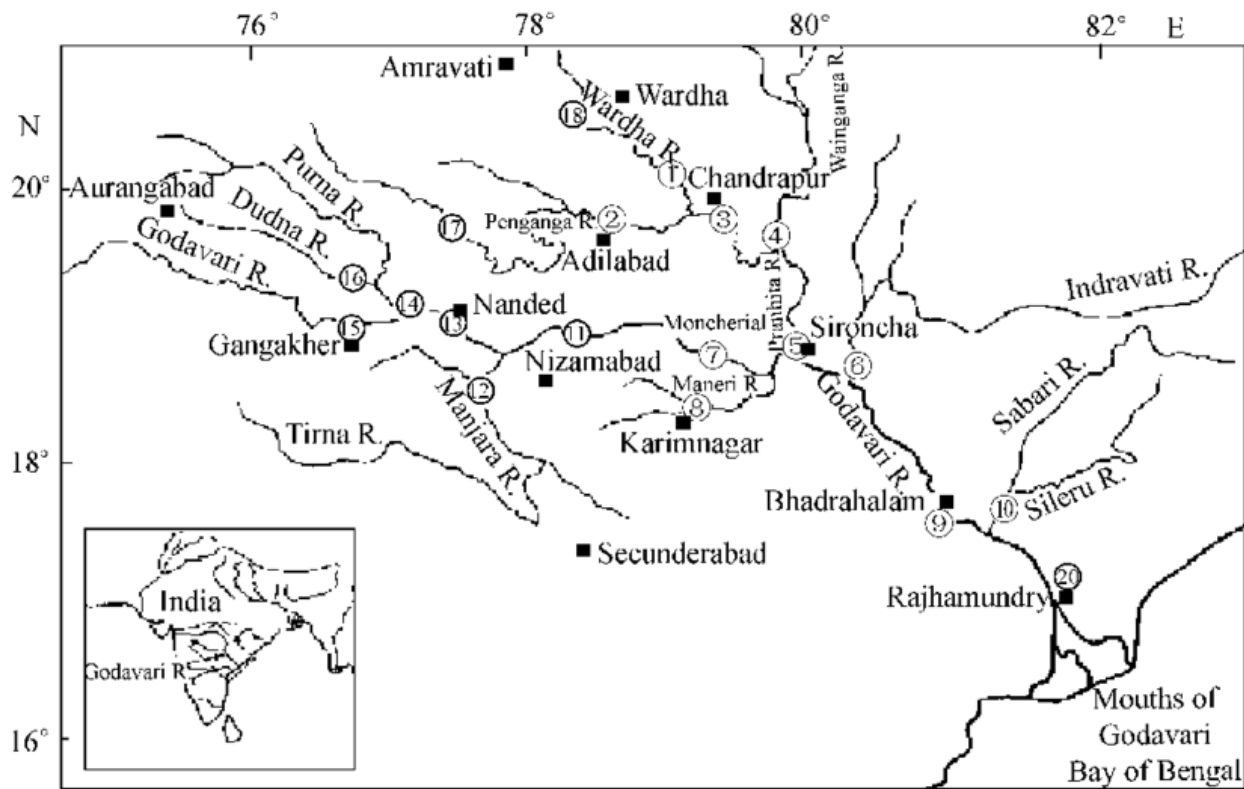 76°
78°
80°
82°
E
N
20°
18°
16°
Amravati
Wardha
18
Wardha R.
Wainganga R.
1
Chandrapur
Purna R.
Aurangabad
Dudna R.
Godavari R.
17
Penganga R.
2
3
4
Adilabad
Pranhita R.
Indravati R.
16
14
Nanded
15
13
11
Moncherial
Sironcha
Gangakher
Nizamabad
7
5
6
12
Maneri R.
8
Manjara R.
Karimnagar
Godavari R.
Sabari R.
Tirna R.
Bhadrahalam
9
10
Sileru R.
Secunderabad
20
Rajhamundry
India
Godavari R.
Mouths of
Godavari
Bay of Bengal